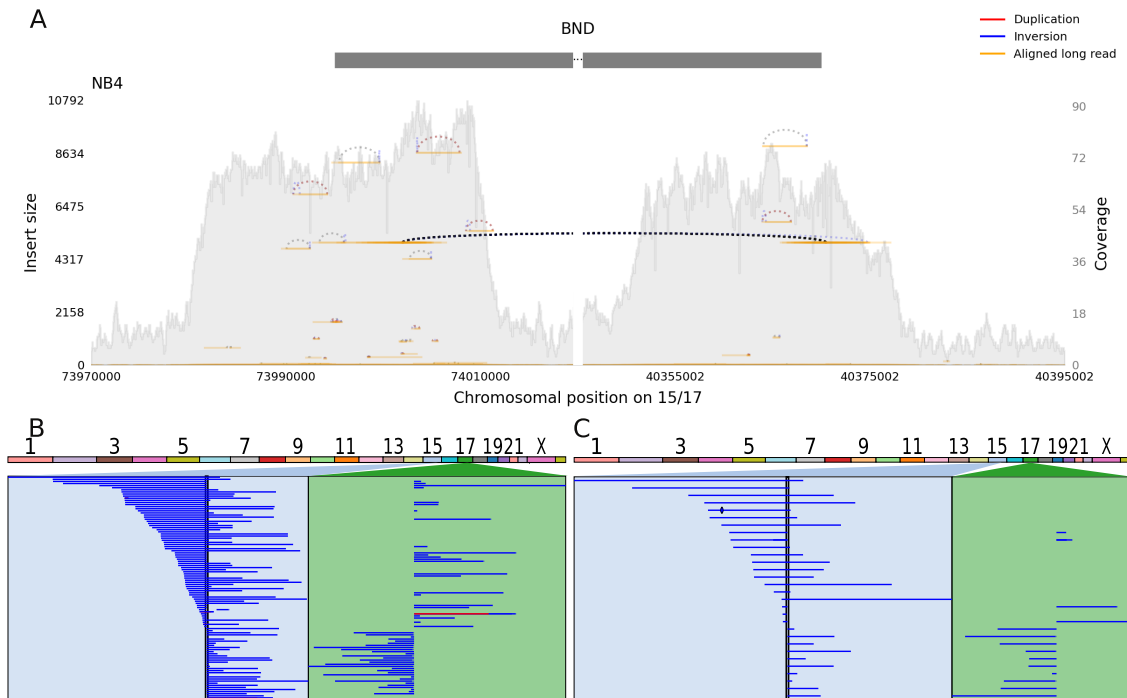 A
BND
Duplication
Inversion
Aligned long read
NB4
10792
8634
6475
4317
2158
0
Insert size
90
72
54
36
18
0
Coverage
...
73970000 73990000 74010000 40355002 40375002 40395002
Chromosomal position on 15/17
B
1 3 5 7 9 11 13 15 17 19 21 X
C
1 3 5 7 9 11 13 15 17 19 21 X